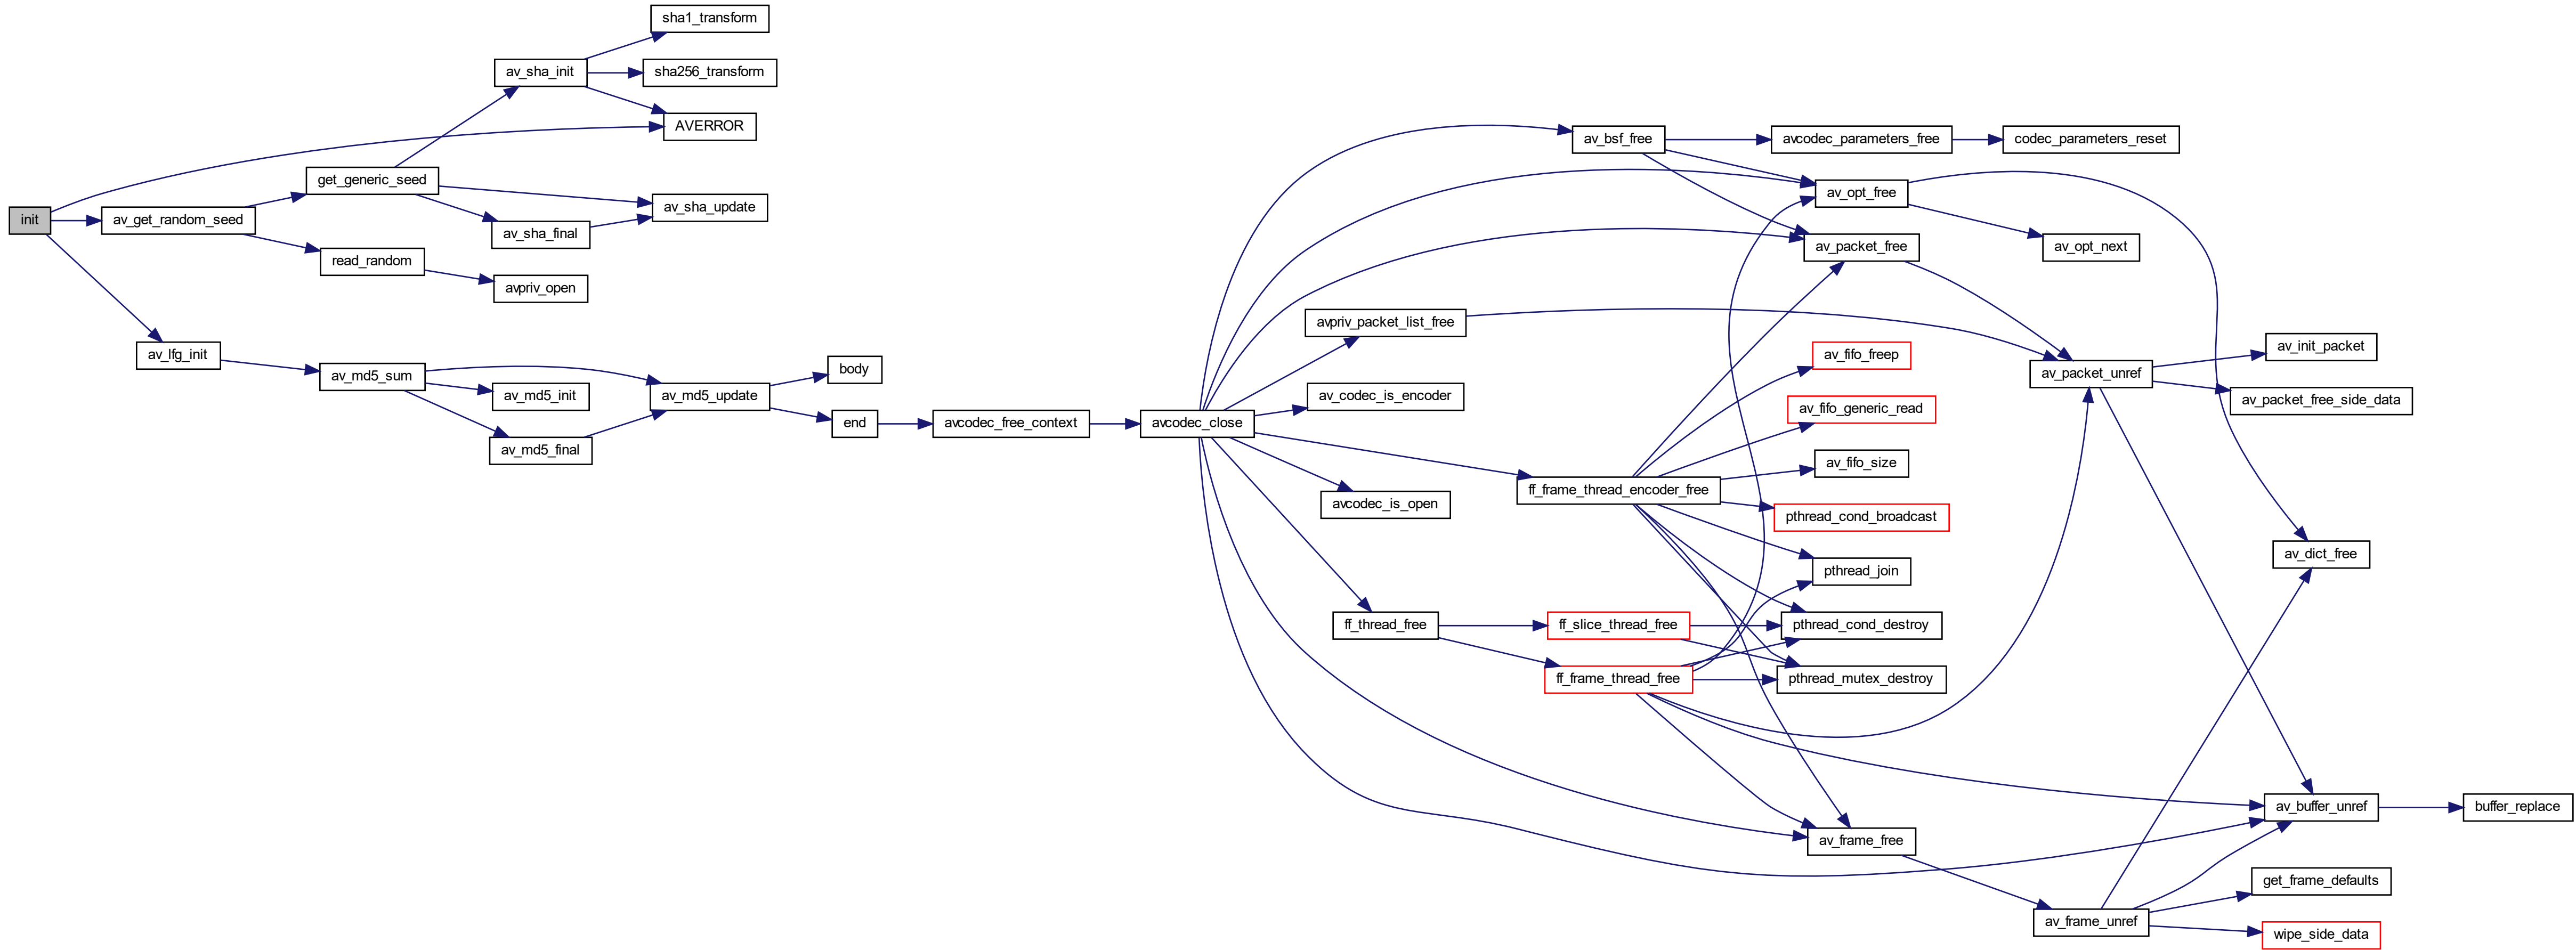 init
av_get_random_seed
av_lfg_init
get_generic_seed
read_random
av_md5_sum
av_sha_init
av_sha_final
avpriv_open
av_md5_init
av_md5_final
sha1_transform
sha256_transform
AVERROR
av_sha_update
av_md5_update
body
end
avcodec_free_context
avcodec_close
avpriv_packet_list_free
av_codec_is_encoder
avcodec_is_open
ff_thread_free
av_bsf_free
ff_frame_thread_encoder_free
ff_slice_thread_free
ff_frame_thread_free
avcodec_parameters_free
av_opt_free
av_packet_free
av_fifo_freep
av_fifo_generic_read
av_fifo_size
pthread_cond_broadcast
pthread_join
pthread_cond_destroy
pthread_mutex_destroy
av_frame_free
codec_parameters_reset
av_opt_next
av_packet_unref
av_frame_unref
av_init_packet
av_packet_free_side_data
av_dict_free
av_buffer_unref
get_frame_defaults
wipe_side_data
buffer_replace